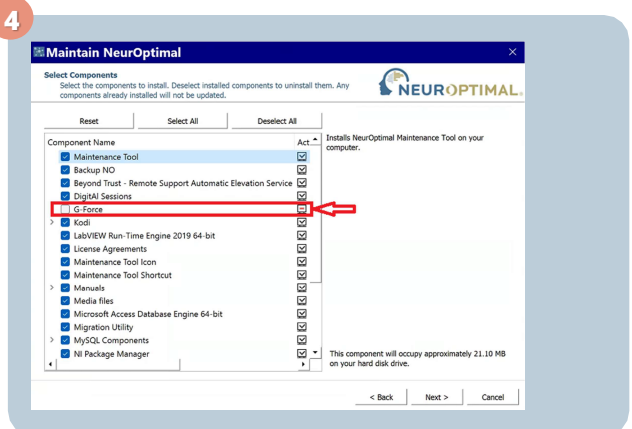 4
Maintain NeurOptimal
Select Components
Select the components to install. Deselect installed components to uninstall them. Any
components already installed will not be updated.
NEUROPTIMAL
Reset
Select All
Deselect All
Component Name
Act
Installs NeurOptimal Maintenance Tool on your
computer.
Maintenance Tool
Backup NO
Beyond Trust - Remote Support Automatic Elevation Service
DigitAl Sessions
G-Force
Kodi
LabVIEW Run-Time Engine 2019 64-bit
License Agreements
Maintenance Tool Icon
Maintenance Tool Shortcut
Manuals
Media files
Microsoft Access Database Engine 64-bit
Migration Utility
MySQL Components
NI Package Manager
This component will occupy approximately 21.10 MB
on your hard disk drive.
< Back
Next >
Cancel